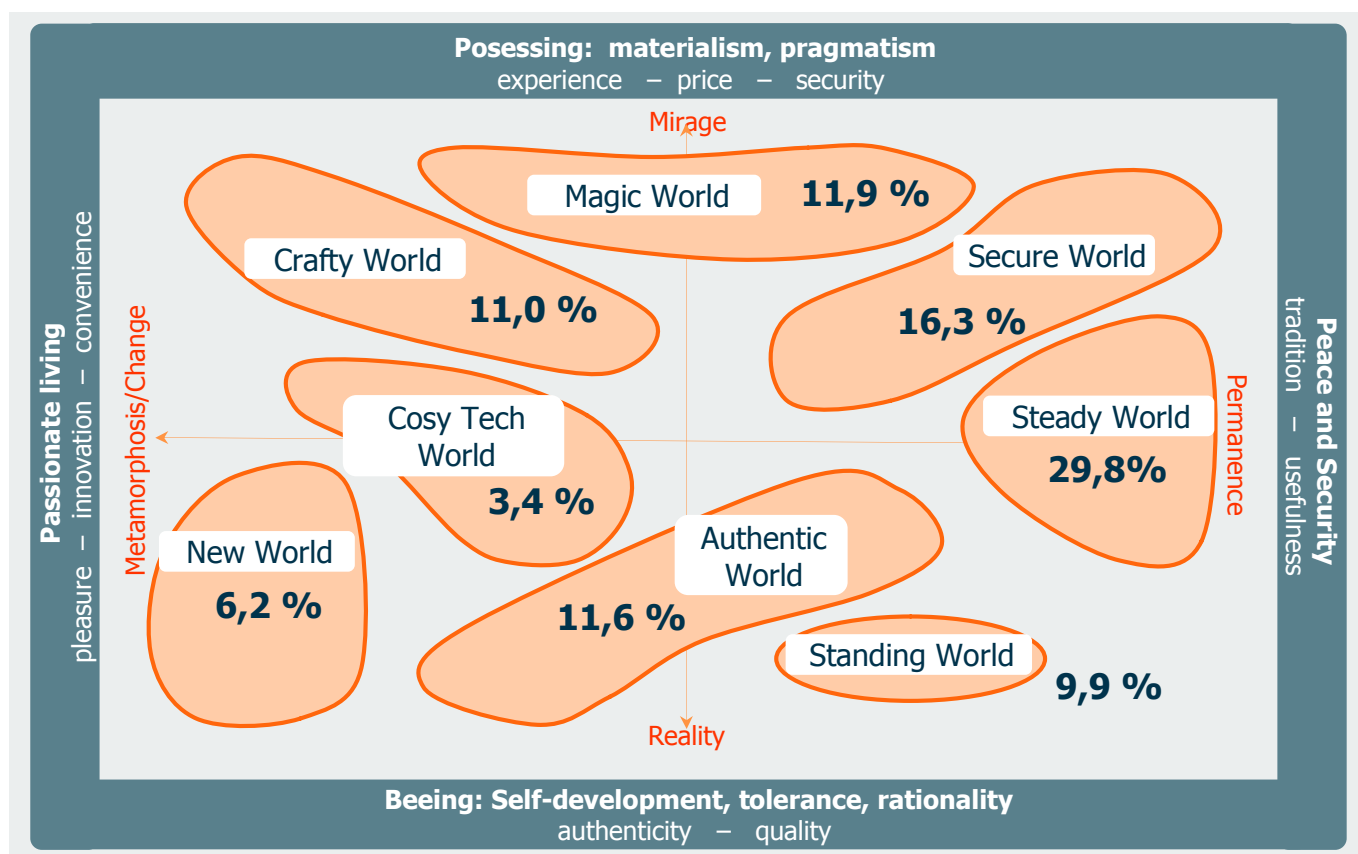 Posessing: materialism, pragmatism
experience – price – security
Mirage
Magic World
11,9 %
Crafty World
11,0 %
Secure World
16,3 %
Passionate living
pleasure – innovation – convenience
Metamorphosis/Change
Cosy Tech
World
3,4 %
Steady World
29,8%
Permanence
Peace and Security
tradition – usefulness
New World
6,2 %
Authentic
World
11,6 %
Standing World
9,9 %
Reality
Beeing: Self-development, tolerance, rationality
authenticity – quality